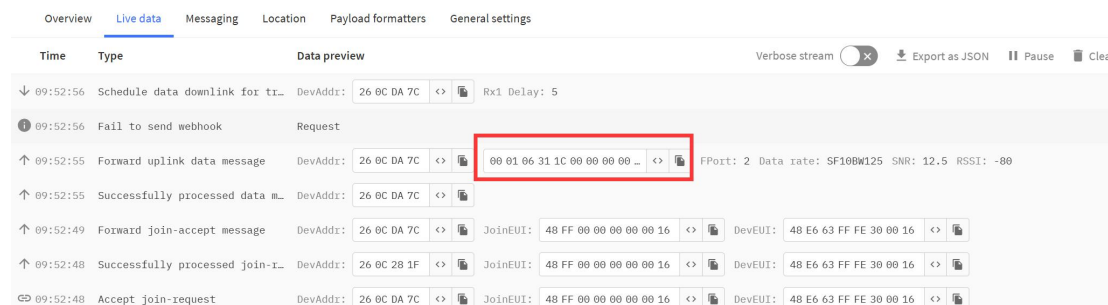 Overview Live data Messaging Location Payload formatters General settings
Time Type Data preview Verbose stream Export as JSON Pause Clea
09:52:56 Schedule data downlink for tr… DevAddr: 26 0C DA 7C <> Rx1 Delay: 5
09:52:56 Fail to send webhook Request
09:52:55 Forward uplink data message DevAddr: 26 0C DA 7C <> 00 01 06 31 1C 00 00 00 00 … <> FPort: 2 Data rate: SF10BW125 SNR: 12.5 RSSI: -80
09:52:55 Successfully processed data m… DevAddr: 26 0C DA 7C <>
09:52:49 Forward join-accept message DevAddr: 26 0C DA 7C <> JoinEUI: 48 FF 00 00 00 00 00 16 <> DevEUI: 48 E6 63 FF FE 30 00 16 <>
09:52:48 Successfully processed join-r… DevAddr: 26 0C 28 1F <> JoinEUI: 48 FF 00 00 00 00 00 16 <> DevEUI: 48 E6 63 FF FE 30 00 16 <>
09:52:48 Accept join-request DevAddr: 26 0C DA 7C <> JoinEUI: 48 FF 00 00 00 00 00 16 <> DevEUI: 48 E6 63 FF FE 30 00 16 <>